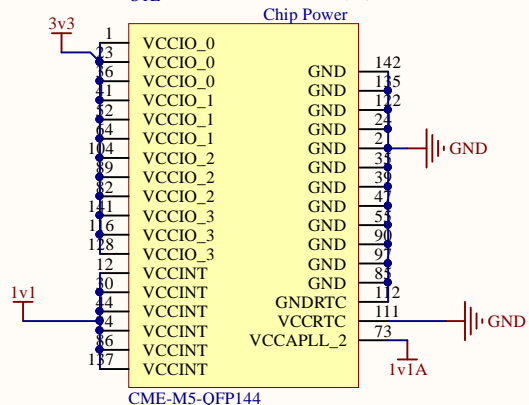 Chip Power
3v3
1 VCCIO_0
23 VCCIO_0
36 VCCIO_0
41 VCCIO_1
52 VCCIO_1
64 VCCIO_1
104 VCCIO_2
89 VCCIO_2
82 VCCIO_2
141 VCCIO_3
116 VCCIO_3
128 VCCIO_3
12 VCCINT
30 VCCINT
44 VCCINT
VCCINT
86 VCCINT
137 VCCINT
1v1
GND 142
GND 135
GND 122
GND 24
GND 2
GND 35
GND 39
GND 47
GND 55
GND 90
GND 97
GND 85
GNDRTC 112
VCCRTC 111
VCCAPLL_2 73
GND
GND
1v1A
CME-M5-QFP144